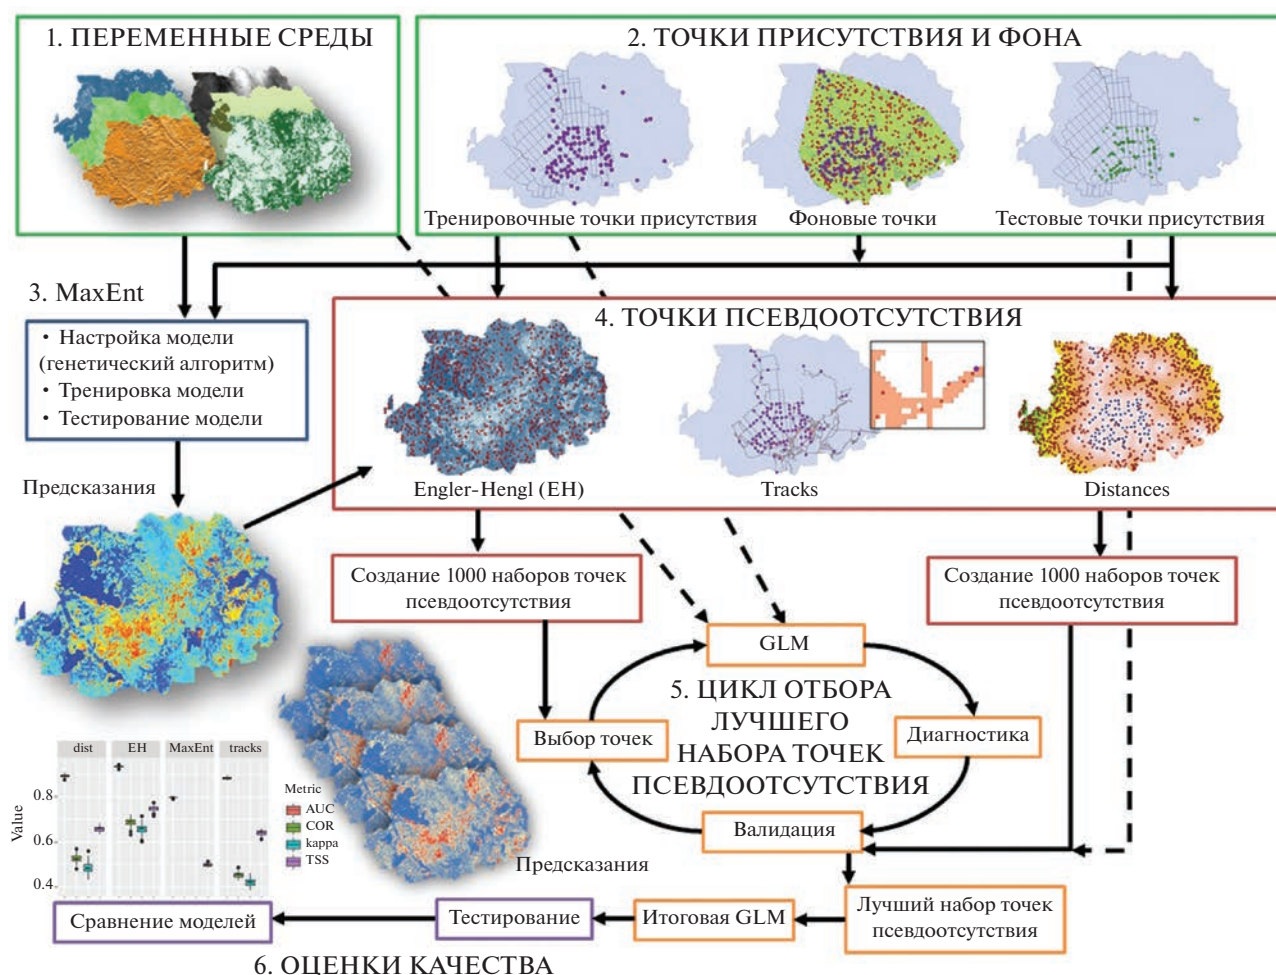 1. ПЕРЕМЕННЫЕ СРЕДЫ
2. ТОЧКИ ПРИСУТСТВИЯ И ФОНА
Тренировочные точки присутствия
Фоновые точки
Тестовые точки присутствия
3. MaxEnt
• Настройка модели
(генетический алгоритм)
• Тренировка модели
• Тестирование модели
4. ТОЧКИ ПСЕВДООТСУТСТВИЯ
Engler-Hengl (EH)
Tracks
Distances
Предсказания
Создание 1000 наборов точек
псевдоотсутствия
Создание 1000 наборов точек
псевдоотсутствия
GLM
5. ЦИКЛ ОТБОРА
ЛУЧШЕГО
НАБОРА ТОЧЕК
ПСЕВДООТСУТСТВИЯ
Выбор точек
Диагностика
Валидация
dist
EH
MaxEnt
tracks
Value
0.8
0.6
0.4
Metric
AUC
COR
kappa
TSS
Предсказания
Сравнение моделей
Тестирование
Итоговая GLM
Лучший набор точек
псевдоотсутствия
6. ОЦЕНКИ КАЧЕСТВА